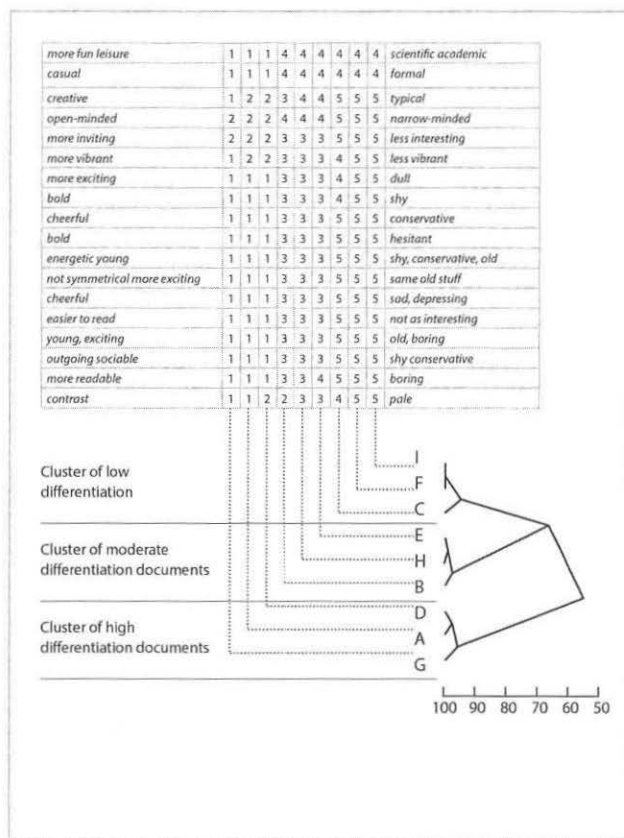 more fun leisure 1 1 1 4 4 4 4 4 4 scientific academic
casual 1 1 1 4 4 4 4 4 4 formal
creative 1 2 2 3 4 4 5 5 5 typical
open-minded 2 2 2 4 4 4 5 5 5 narrow-minded
more inviting 2 2 2 3 3 3 5 5 5 less interesting
more vibrant 1 2 2 3 3 3 4 5 5 less vibrant
more exciting 1 1 1 3 3 3 4 5 5 dull
bold 1 1 1 3 3 3 4 5 5 shy
cheerful 1 1 1 3 3 3 5 5 5 conservative
bold 1 1 1 3 3 3 5 5 5 hesitant
energetic young 1 1 1 3 3 3 5 5 5 shy, conservative, old
not symmetrical more exciting 1 1 1 3 3 3 5 5 5 same old stuff
cheerful 1 1 1 3 3 3 5 5 5 sad, depressing
easier to read 1 1 1 3 3 3 5 5 5 not as interesting
young, exciting 1 1 1 3 3 3 5 5 5 old, boring
outgoing sociable 1 1 1 3 3 3 5 5 5 shy conservative
more readable 1 1 1 3 3 4 5 5 5 boring
contrast 1 1 2 2 3 3 4 5 5 pale
I
Cluster of low
F
differentiation
C
E
Cluster of moderate
H
differentiation documents
B
D
Cluster of high
A
differentiation documents
G
100 90 80 70 60 50